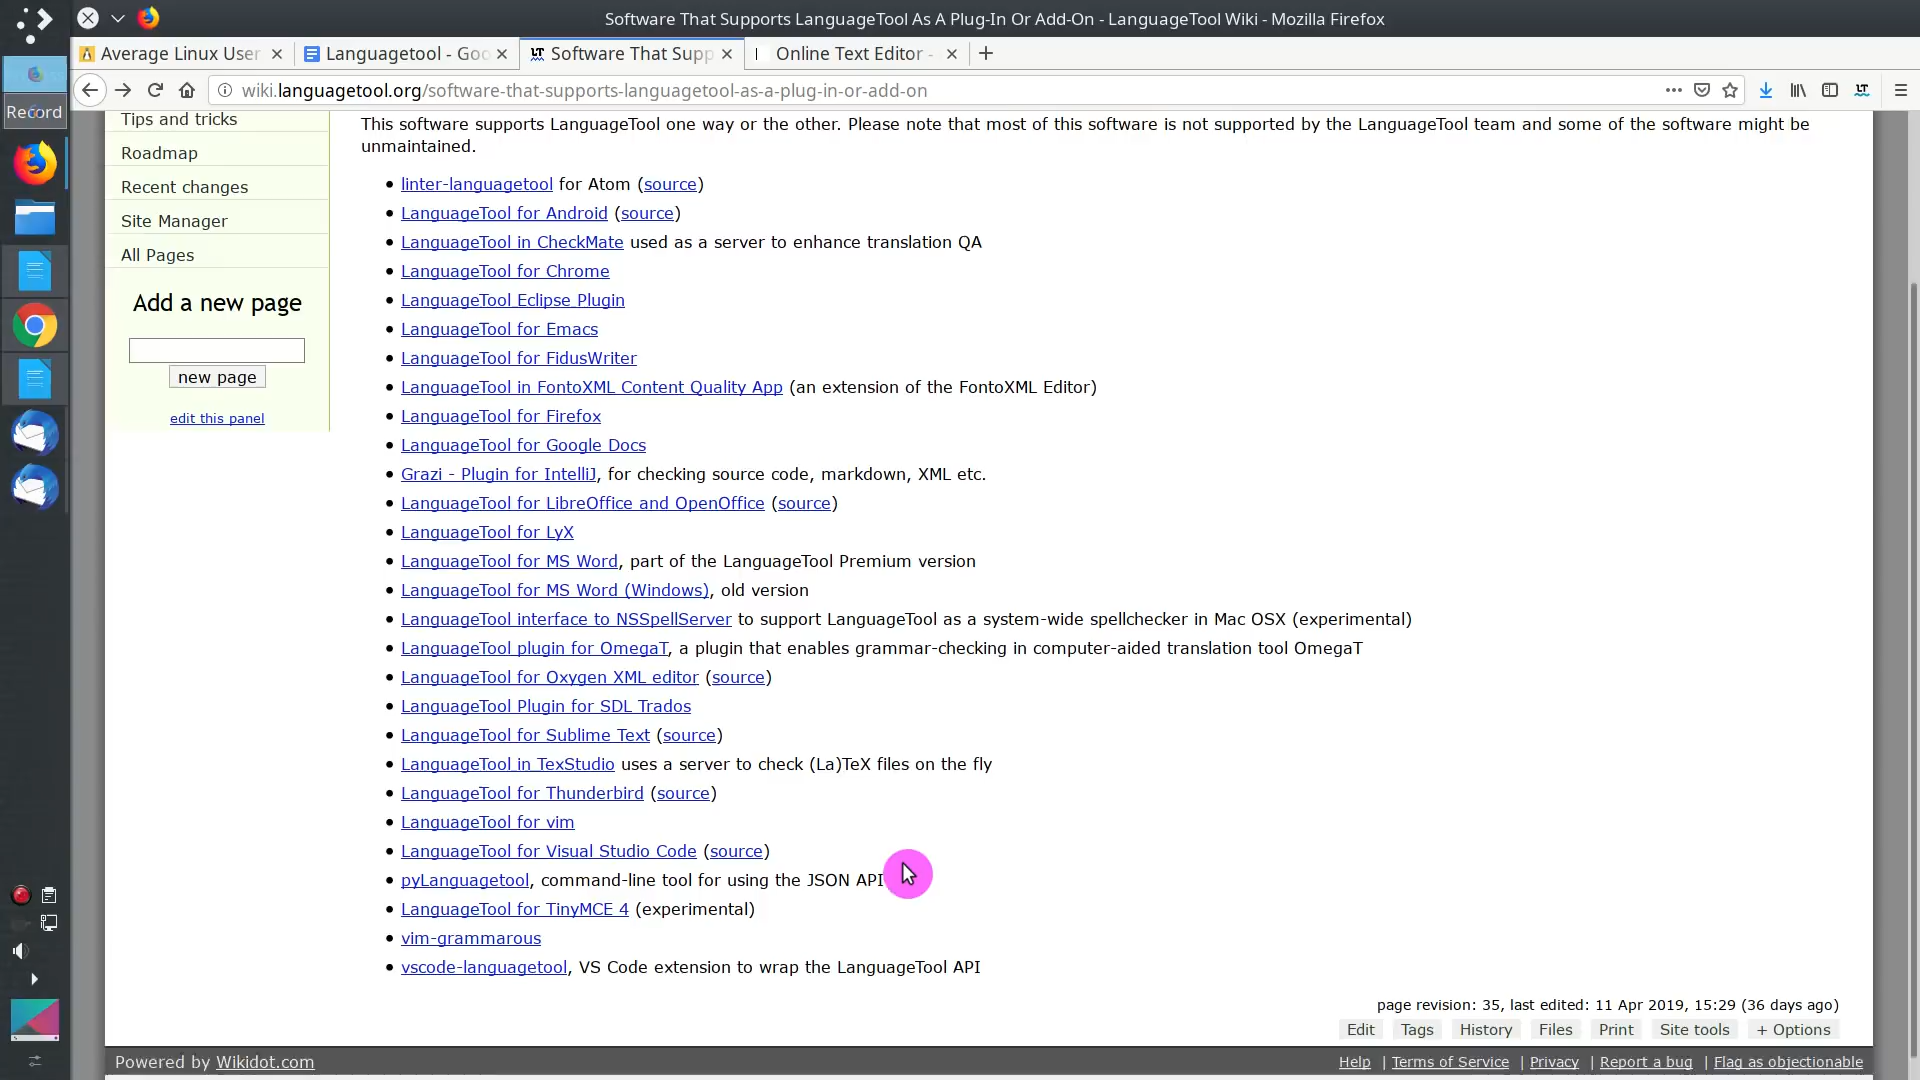 Software That Supports LanguageTool As A Plug-In Or Add-On - LanguageTool Wiki - Mozilla Firefox
Average Linux User
Languagetool - Goo
Software That Supp
Online Text Editor -
wiki.languagetool.org/software-that-supports-languagetool-as-a-plug-in-or-add-on
Record
Tips and tricks
Roadmap
Recent changes
Site Manager
All Pages
Add a new page
new page
edit this panel
This software supports LanguageTool one way or the other. Please note that most of this software is not supported by the LanguageTool team and some of the software might be
unmaintained.
linter-languagetool for Atom (source)
LanguageTool for Android (source)
LanguageTool in CheckMate used as a server to enhance translation QA
LanguageTool for Chrome
LanguageTool Eclipse Plugin
LanguageTool for Emacs
LanguageTool for FidusWriter
LanguageTool in FontoXML Content Quality App (an extension of the FontoXML Editor)
LanguageTool for Firefox
LanguageTool for Google Docs
Grazi - Plugin for IntelliJ, for checking source code, markdown, XML etc.
LanguageTool for LibreOffice and OpenOffice (source)
LanguageTool for LyX
LanguageTool for MS Word, part of the LanguageTool Premium version
LanguageTool for MS Word (Windows), old version
LanguageTool interface to NSSpellServer to support LanguageTool as a system-wide spellchecker in Mac OSX (experimental)
LanguageTool plugin for OmegaT, a plugin that enables grammar-checking in computer-aided translation tool OmegaT
LanguageTool for Oxygen XML editor (source)
LanguageTool Plugin for SDL Trados
LanguageTool for Sublime Text (source)
LanguageTool in TexStudio uses a server to check (La)TeX files on the fly
LanguageTool for Thunderbird (source)
LanguageTool for vim
LanguageTool for Visual Studio Code (source)
pyLanguagetool, command-line tool for using the JSON API
LanguageTool for TinyMCE 4 (experimental)
vim-grammarous
vscode-languagetool, VS Code extension to wrap the LanguageTool API
page revision: 35, last edited: 11 Apr 2019, 15:29 (36 days ago)
Edit Tags History Files Print Site tools + Options
Powered by Wikidot.com
Help | Terms of Service | Privacy | Report a bug | Flag as objectionable